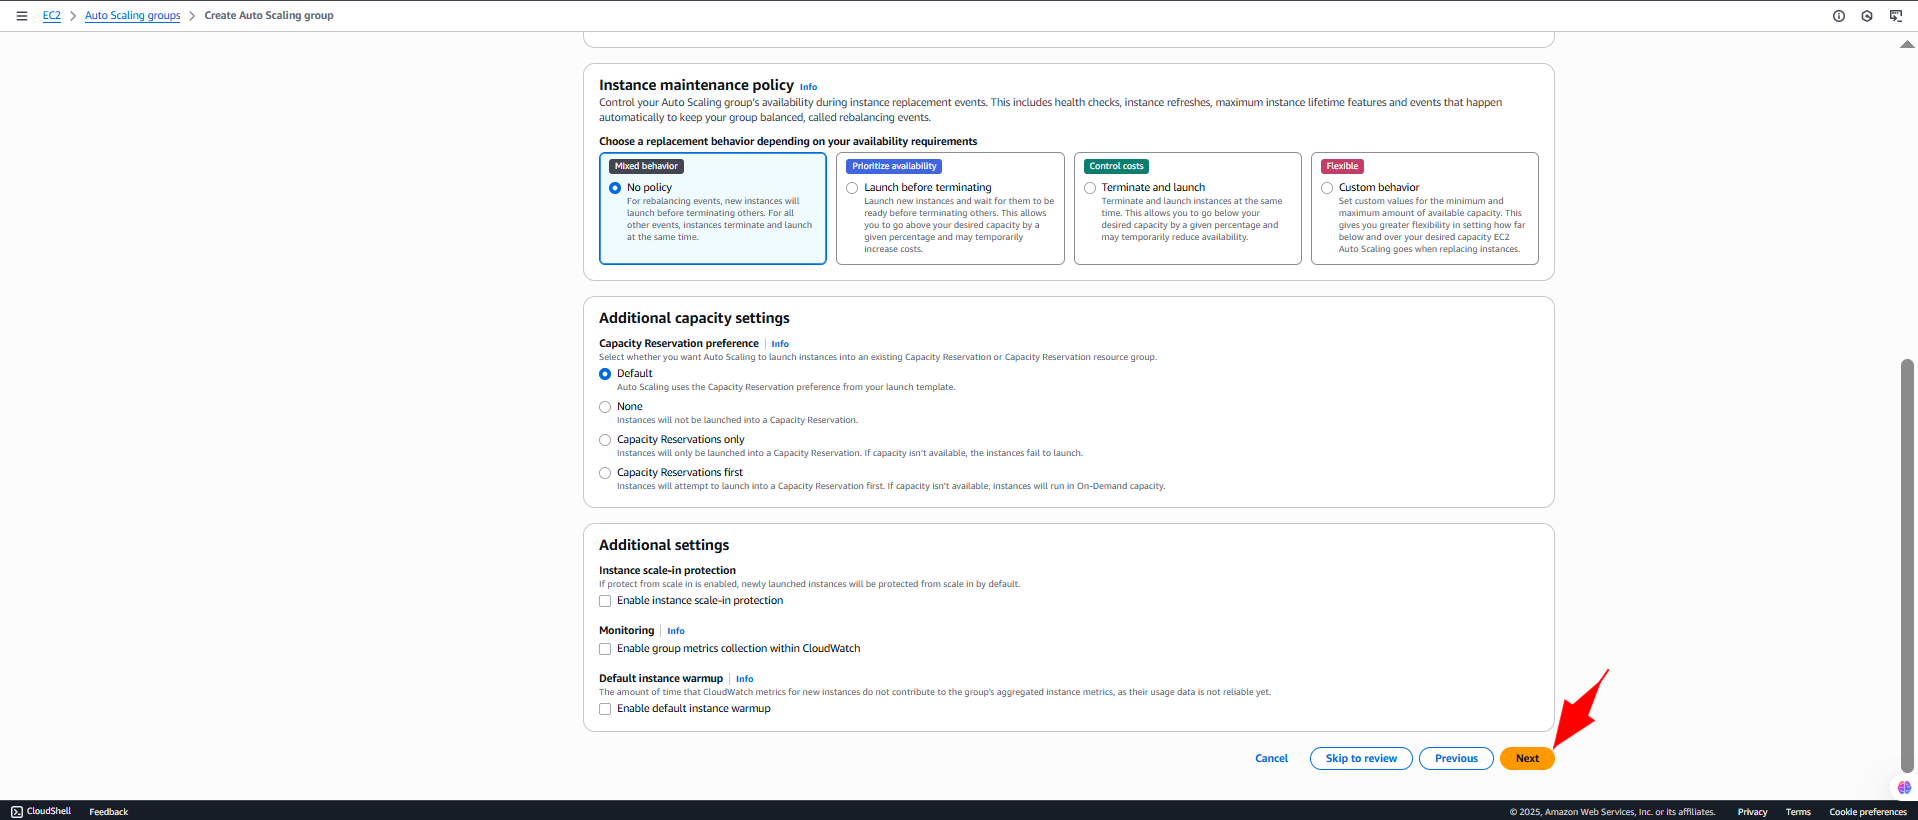 EC2 > Auto Scaling groups > Create Auto Scaling group
Instance maintenance policy Info
Control your Auto Scaling group's availability during instance replacement events. This includes health checks, instance refreshes, maximum instance lifetime features and events that happen
automatically to keep your group balanced, called rebalancing events.
Choose a replacement behavior depending on your availability requirements
Mixed behavior
No policy
For rebalancing events, new instances will
launch before terminating others. For all
other events, instances terminate and launch
at the same time.
Prioritize availability
Launch before terminating
Launch new instances and wait for them to be
ready before terminating others. This allows
you to go above your desired capacity by a
given percentage and may temporarily
increase costs.
Control costs
Terminate and launch
Terminate and launch instances at the same
time. This allows you to go below your
desired capacity by a given percentage and
may temporarily reduce availability.
Flexible
Custom behavior
Set custom values for the minimum and
maximum amount of available capacity. This
gives you greater flexibility in setting how far
below and over your desired capacity EC2
Auto Scaling goes when replacing instances.
Additional capacity settings
Capacity Reservation preference Info
Select whether you want Auto Scaling to launch instances into an existing Capacity Reservation or Capacity Reservation resource group.
Default
Auto Scaling uses the Capacity Reservation preference from your launch template.
None
Instances will not be launched into a Capacity Reservation.
Capacity Reservations only
Instances will only be launched into a Capacity Reservation. If capacity isn't available, the instances fail to launch.
Capacity Reservations first
Instances will attempt to launch into a Capacity Reservation first. If capacity isn't available, instances will run in On-Demand capacity.
Additional settings
Instance scale-in protection
If protect from scale in is enabled, newly launched instances will be protected from scale in by default.
Enable instance scale-in protection
Monitoring Info
Enable group metrics collection within CloudWatch
Default instance warmup Info
The amount of time that CloudWatch metrics for new instances do not contribute to the group's aggregated instance metrics, as their usage data is not reliable yet.
Enable default instance warmup
Cancel Skip to review Previous Next
CloudShell Feedback © 2025, Amazon Web Services, Inc. or its affiliates. Privacy Terms Cookie preferences